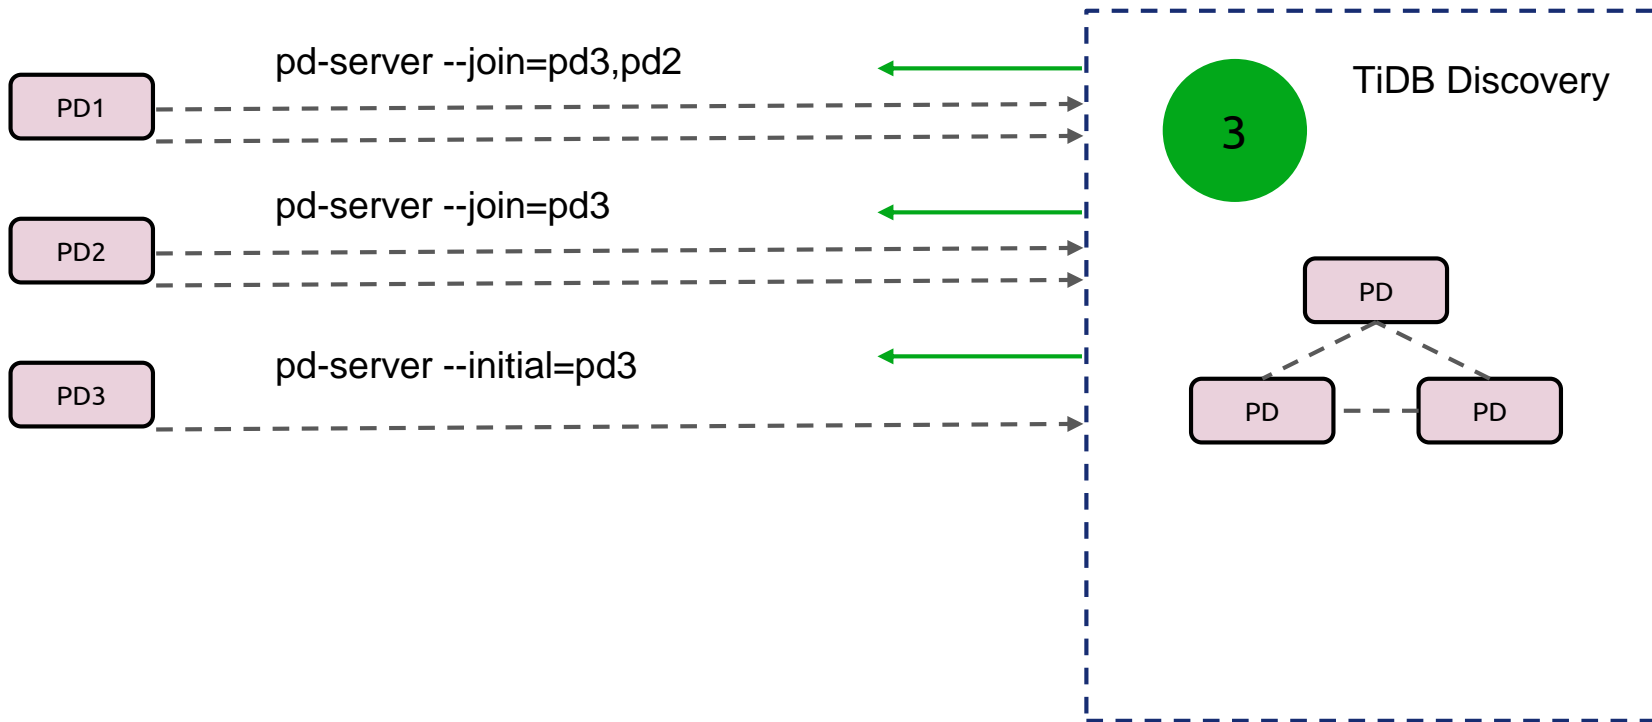 pd-server --join=pd3,pd2
TiDB Discovery
PD1
3
pd-server --join=pd3
PD2
PD
pd-server --initial=pd3
PD3
PD
PD